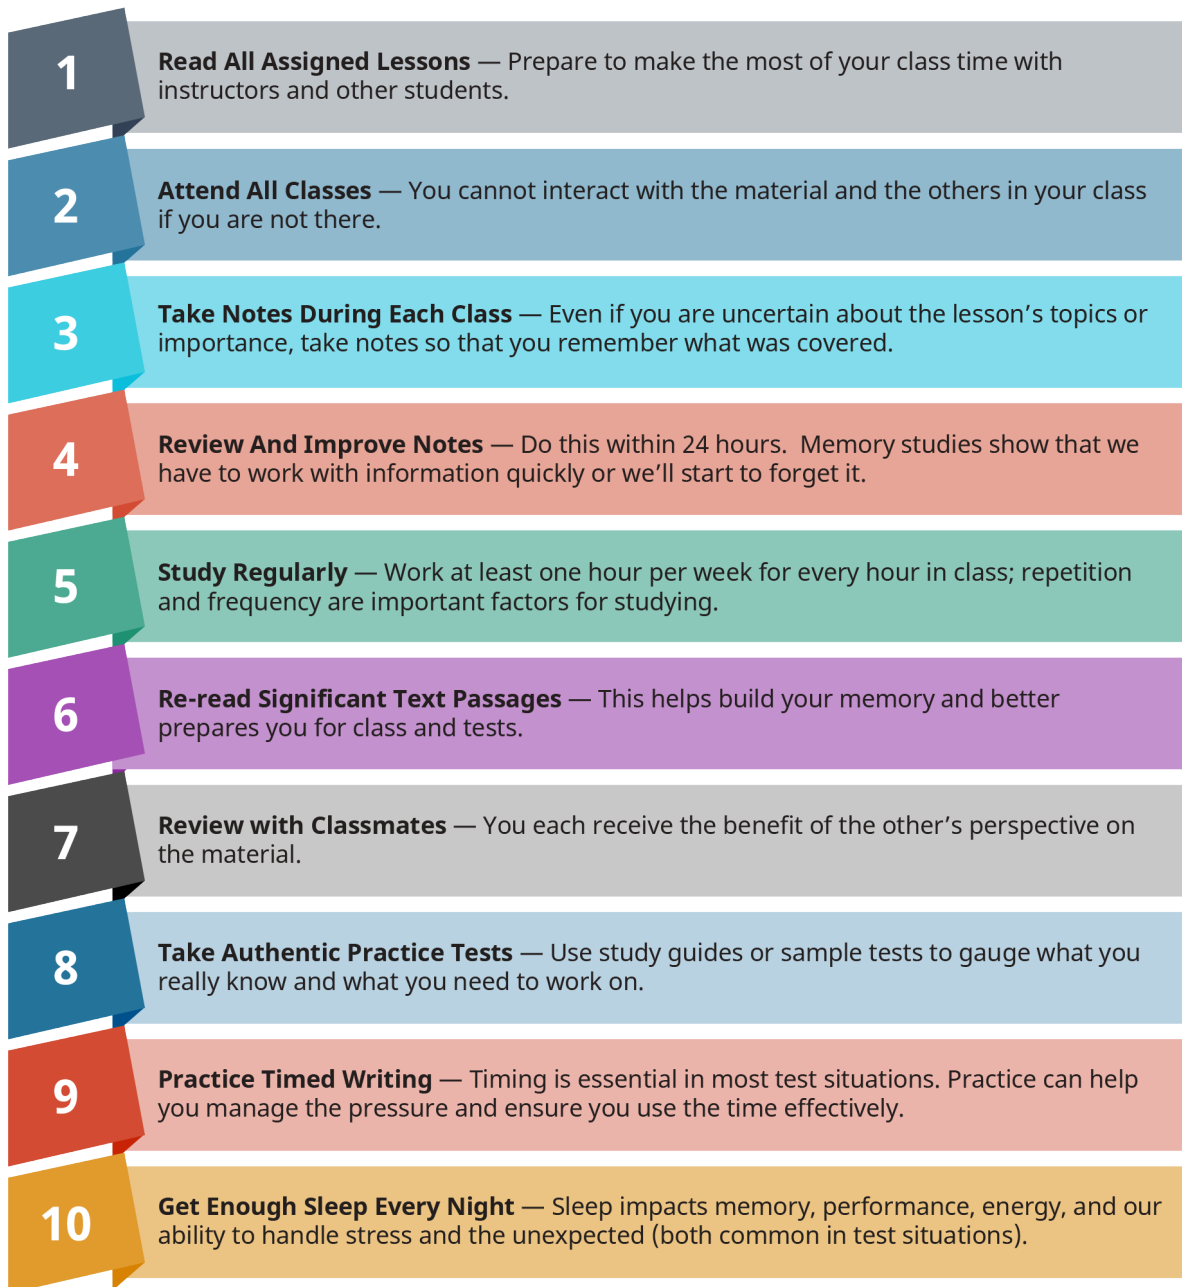 1
Read All Assigned Lessons — Prepare to make the most of your class time with
instructors and other students.
2
Attend All Classes — You cannot interact with the material and the others in your class
if you are not there.
3
Take Notes During Each Class — Even if you are uncertain about the lesson’s topics or
importance, take notes so that you remember what was covered.
4
Review And Improve Notes — Do this within 24 hours.  Memory studies show that we
have to work with information quickly or we’ll start to forget it.
5
Study Regularly — Work at least one hour per week for every hour in class; repetition
and frequency are important factors for studying.
6
Re-read Significant Text Passages — This helps build your memory and better
prepares you for class and tests.
7
Review with Classmates — You each receive the benefit of the other’s perspective on
the material.
8
Take Authentic Practice Tests — Use study guides or sample tests to gauge what you
really know and what you need to work on.
9
Practice Timed Writing — Timing is essential in most test situations. Practice can help
you manage the pressure and ensure you use the time effectively.
10
Get Enough Sleep Every Night — Sleep impacts memory, performance, energy, and our
ability to handle stress and the unexpected (both common in test situations).